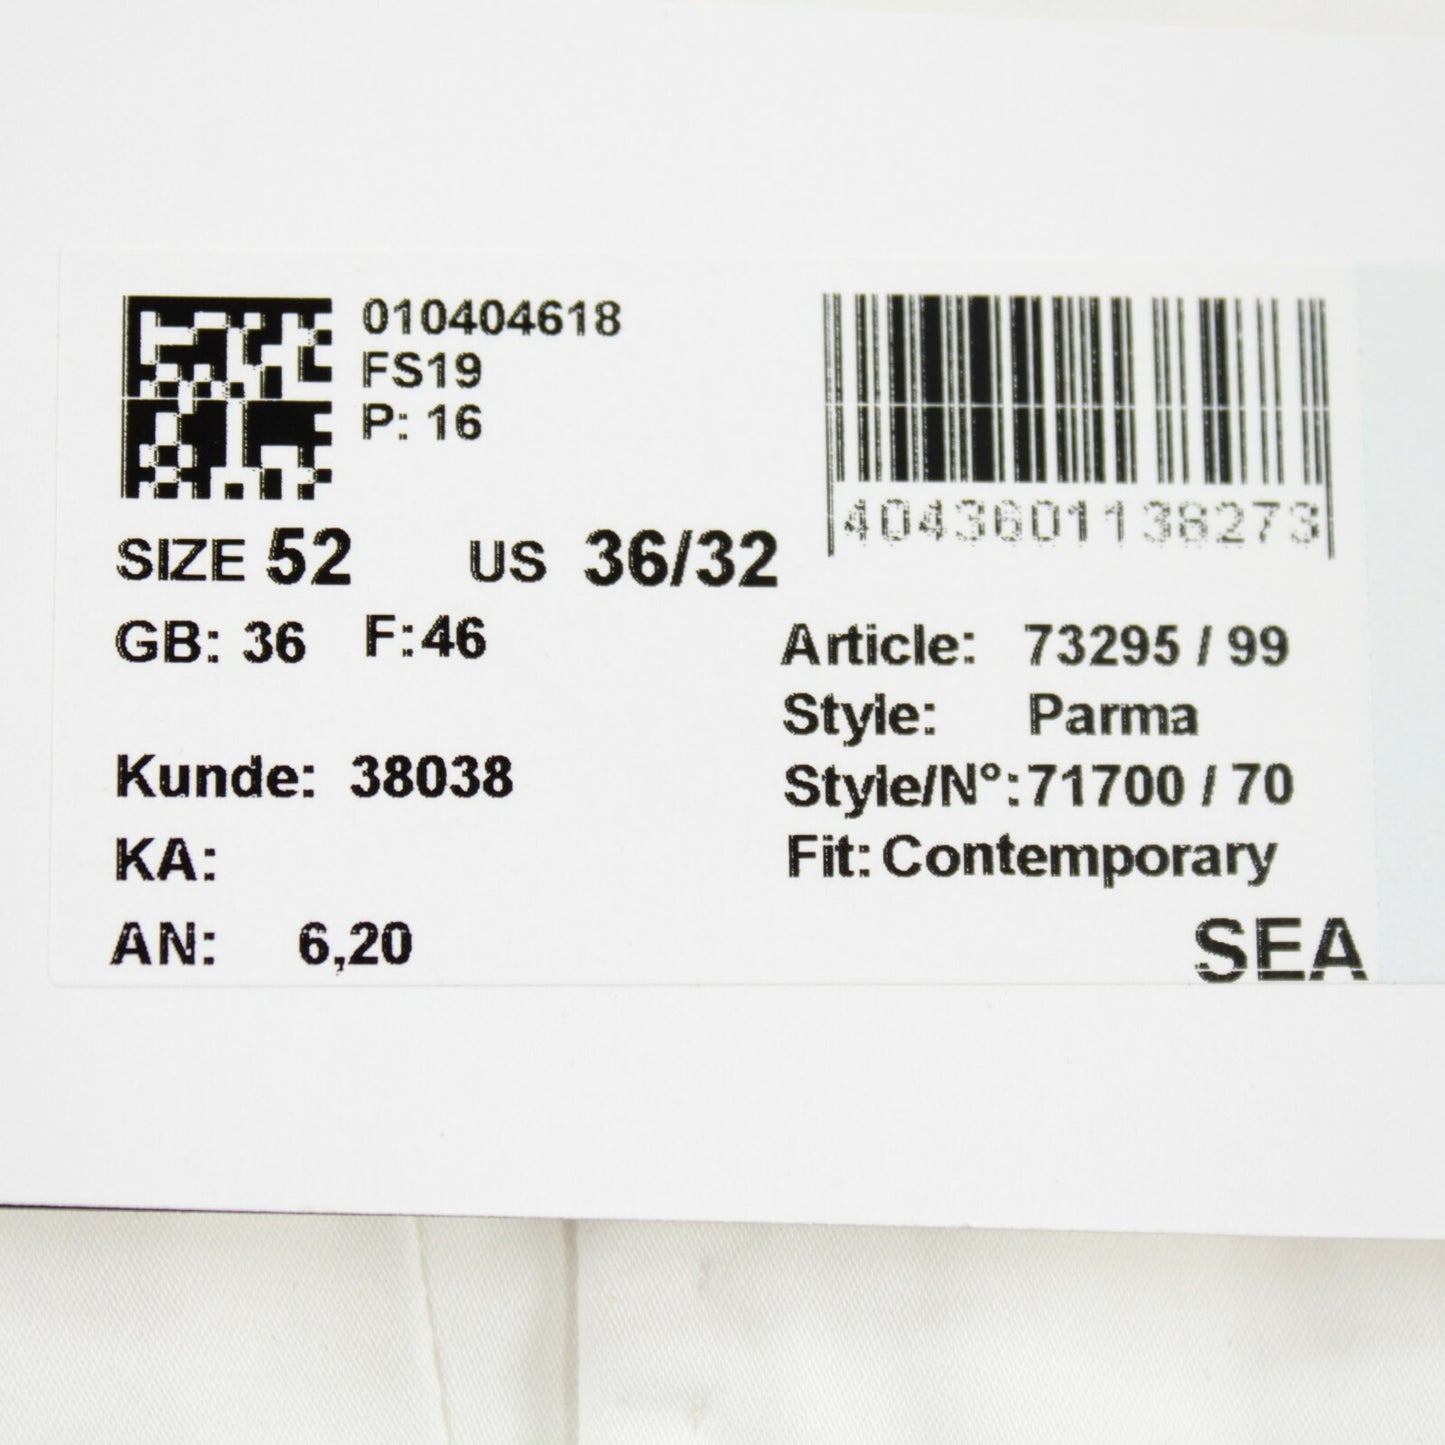 010404618
FS19
P: 16
4043601138273
SIZE 52 US 36/32
GB: 36 F:46
Article: 73295 / 99
Style: Parma
Kunde: 38038
Style/N°:71700 / 70
KA:
Fit: Contemporary
AN: 6,20
SEA